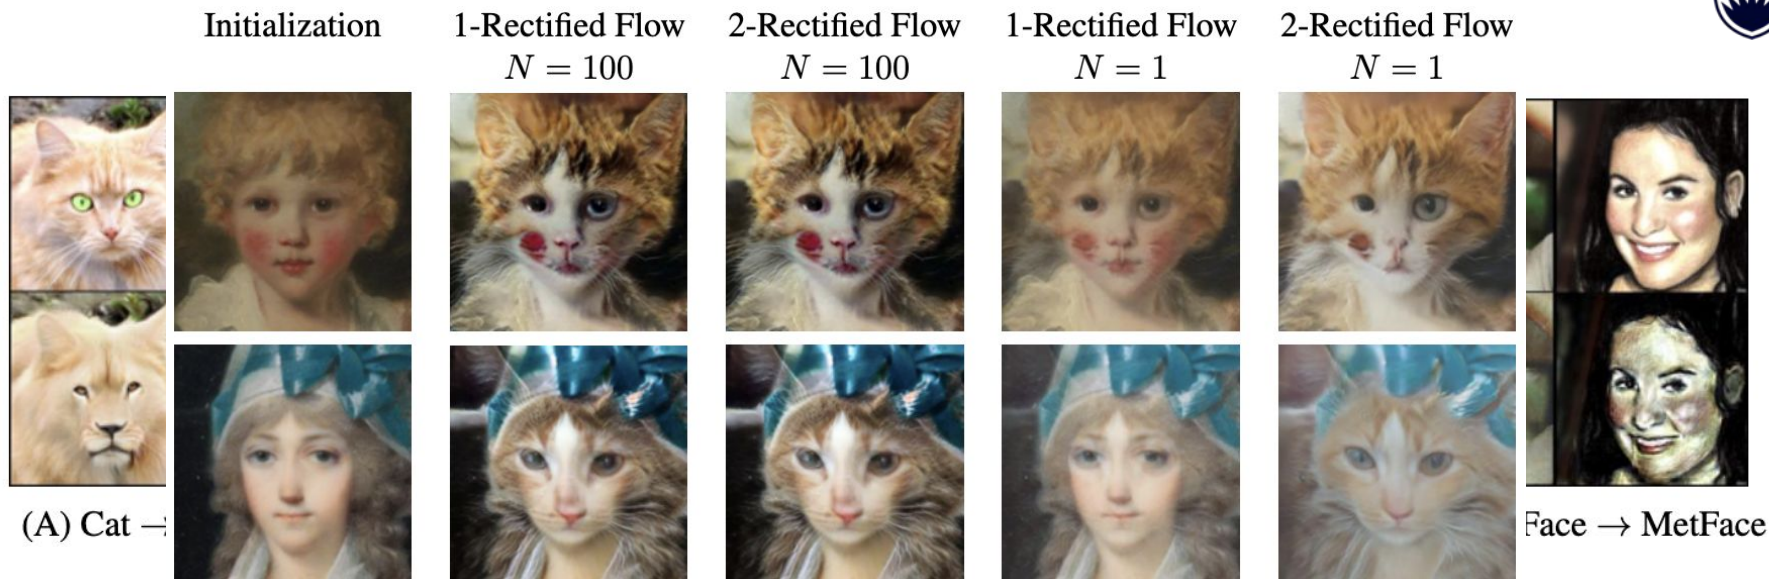 Initialization 1-Rectified Flow 2-Rectified Flow 1-Rectified Flow 2-Rectified Flow
N = 100 N = 100 N = 1 N = 1
(A) Cat → Face → MetFace